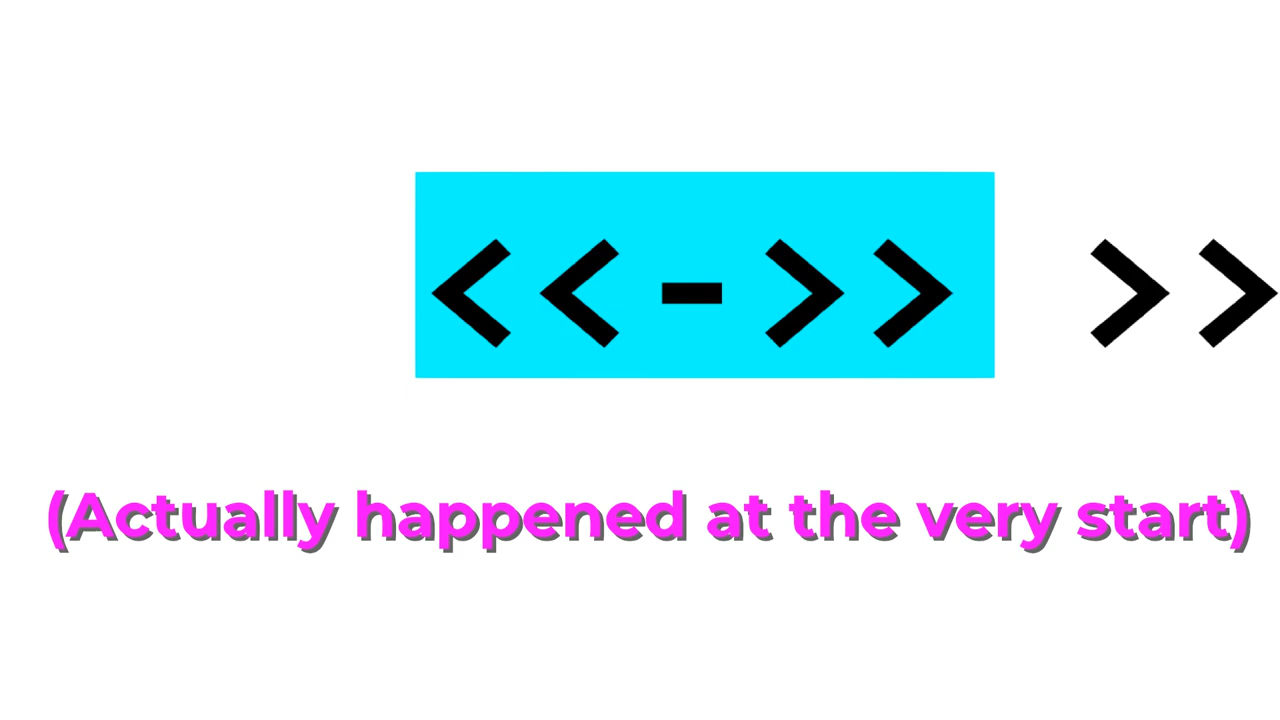 < < - > > > >
(Actually happened at the very start)